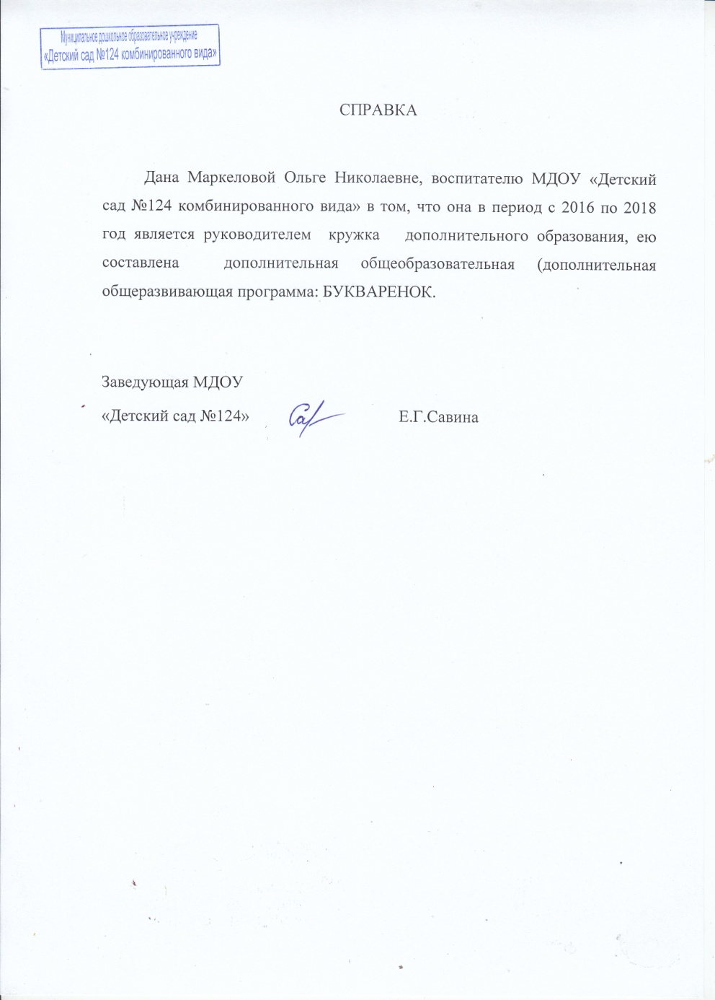 Муниципальное дошкольное образовательное учреждение
«Детский сад №124 комбинированного вида»
СПРАВКА
Дана Маркеловой Ольге Николаевне, воспитателю МДОУ «Детский
сад №124 комбинированного вида» в том, что она в период с 2016 по 2018
год является руководителем кружка дополнительного образования, ею
составлена дополнительная общеобразовательная (дополнительная
общеразвивающая программа: БУКВАРЕНОК.
Заведующая МДОУ
«Детский сад №124» Е.Г.Савина